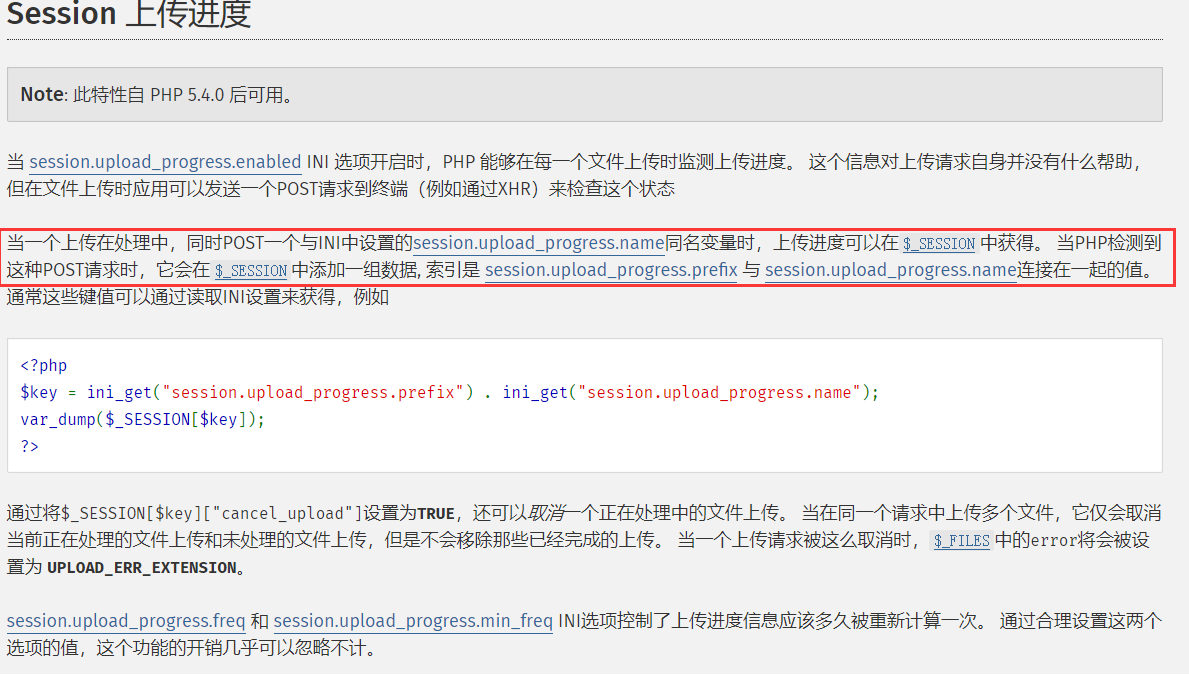 Session 上传进度
Note: 此特性自 PHP 5.4.0 后可用。
当 session.upload_progress.enabled INI 选项开启时，PHP 能够在每一个文件上传时监测上传进度。 这个信息对上传请求自身并没有什么帮助，
但在文件上传时应用可以发送一个POST请求到终端（例如通过XHR）来检查这个状态
当一个上传在处理中，同时POST一个与INI中设置的session.upload_progress.name同名变量时，上传进度可以在 $_SESSION 中获得。 当PHP检测到
这种POST请求时，它会在 $_SESSION 中添加一组数据, 索引是 session.upload_progress.prefix 与 session.upload_progress.name连接在一起的值。
通常这些键值可以通过读取INI设置来获得，例如
<?php
$key = ini_get("session.upload_progress.prefix") . ini_get("session.upload_progress.name");
var_dump($_SESSION[$key]);
?>
通过将$_SESSION[$key]["cancel_upload"]设置为TRUE，还可以取消一个正在处理中的文件上传。 当在同一个请求中上传多个文件，它仅会取消
当前正在处理的文件上传和未处理的文件上传，但是不会移除那些已经完成的上传。 当一个上传请求被这么取消时， $_FILES 中的error将会被设
置为 UPLOAD_ERR_EXTENSION。
session.upload_progress.freq 和 session.upload_progress.min_freq INI选项控制了上传进度信息应该多久被重新计算一次。 通过合理设置这两个
选项的值，这个功能的开销几乎可以忽略不计。